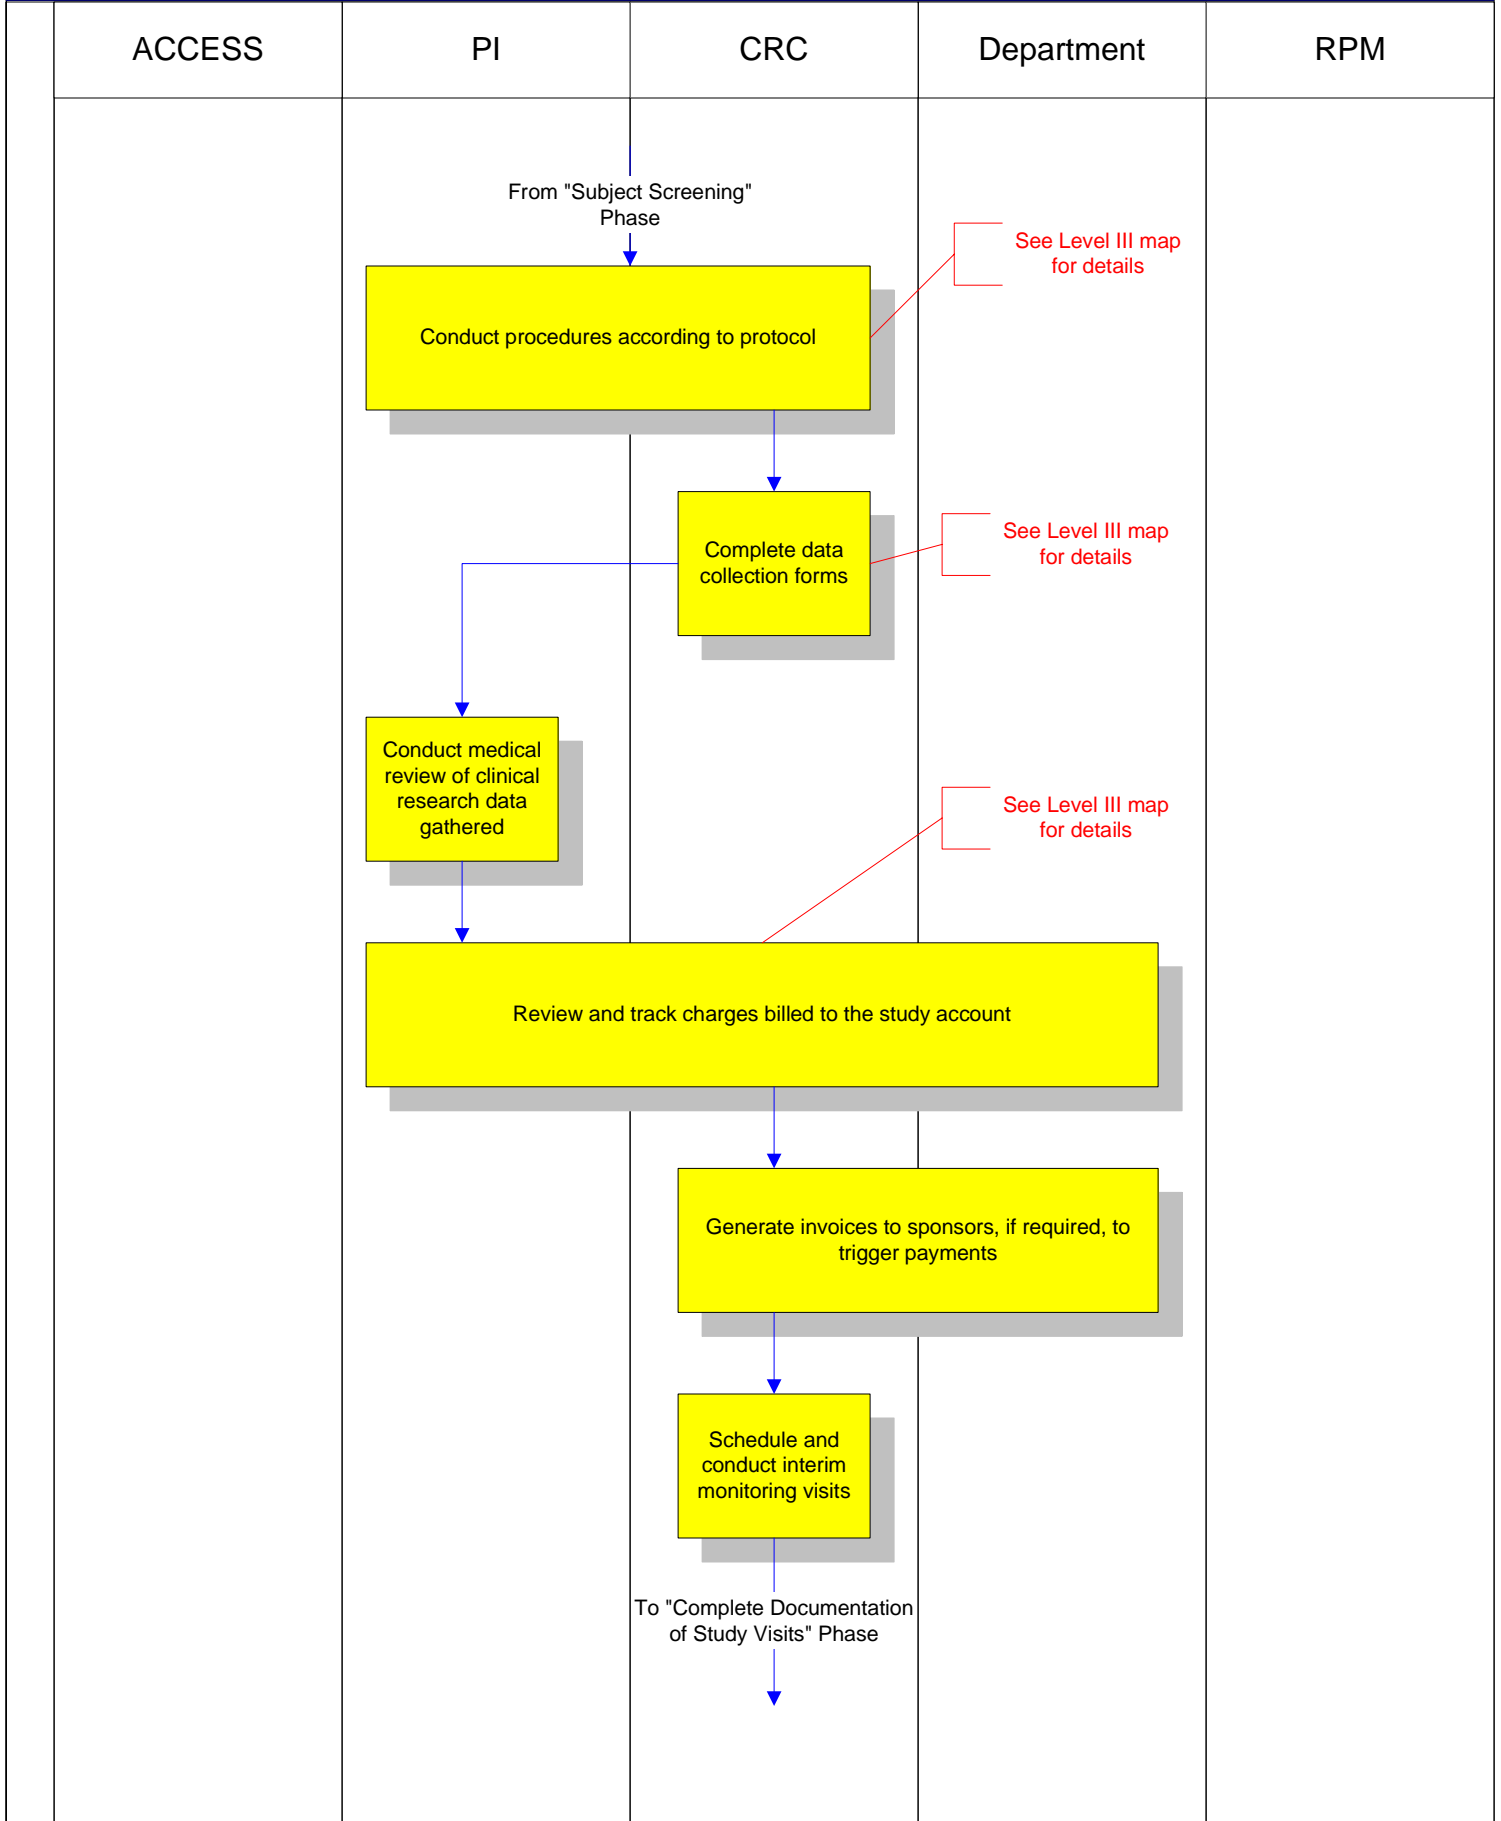 ACCESS
PI
CRC
Department
RPM
From "Subject Screening"
Phase
See Level III map
for details
Conduct procedures according to protocol
See Level III map
for details
Complete data
collection forms
Conduct medical
review of clinical
research data
gathered
See Level III map
for details
Review and track charges billed to the study account
Generate invoices to sponsors, if required, to
trigger payments
Schedule and
conduct interim
monitoring visits
To "Complete Documentation
of Study Visits" Phase